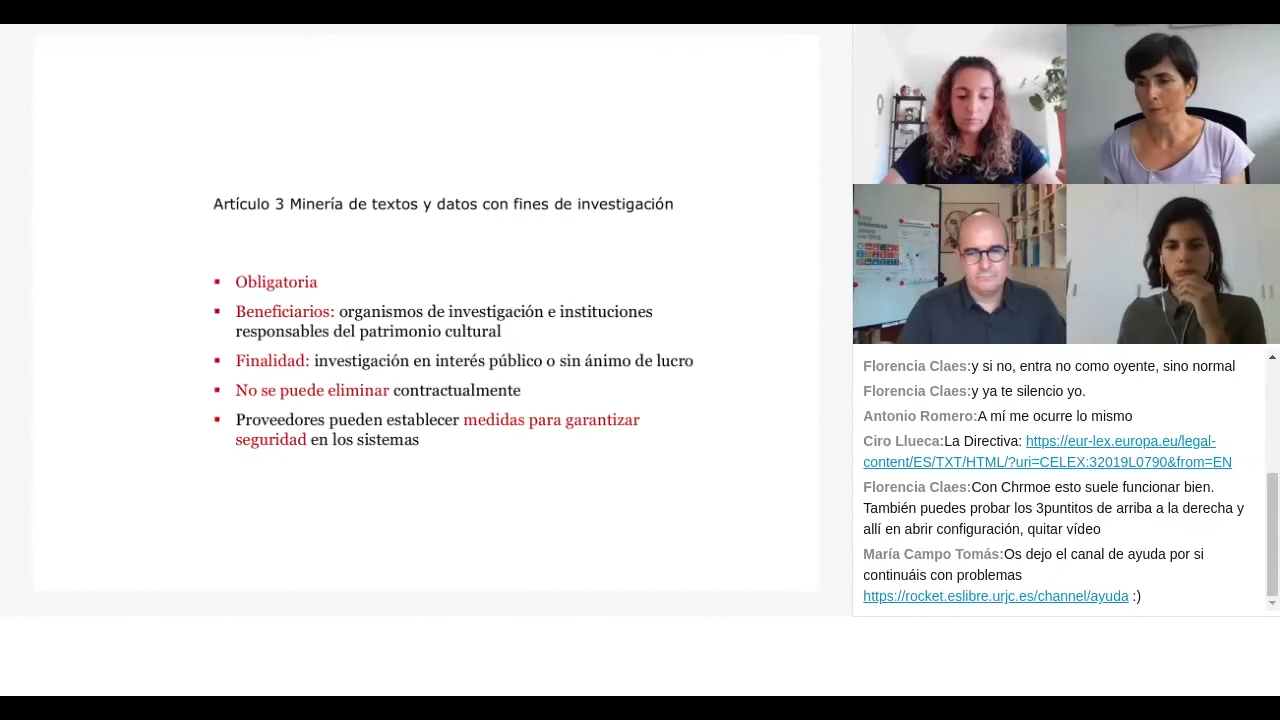 Artículo 3 Minería de textos y datos con fines de investigación
▪ Obligatoria
▪ Beneficiarios: organismos de investigación e instituciones
responsables del patrimonio cultural
▪ Finalidad: investigación en interés público o sin ánimo de lucro
▪ No se puede eliminar contractualmente
▪ Proveedores pueden establecer medidas para garantizar
seguridad en los sistemas
Florencia Claes:y si no, entra no como oyente, sino normal
Florencia Claes:y ya te silencio yo.
Antonio Romero:A mí me ocurre lo mismo
Ciro Llueca:La Directiva: https://eur-lex.europa.eu/legal-
content/ES/TXT/HTML/?uri=CELEX:32019L0790&from=EN
Florencia Claes:Con Chrmoe esto suele funcionar bien.
También puedes probar los 3puntitos de arriba a la derecha y
allí en abrir configuración, quitar vídeo
María Campo Tomás:Os dejo el canal de ayuda por si
continuáis con problemas
https://rocket.eslibre.urjc.es/channel/ayuda :)